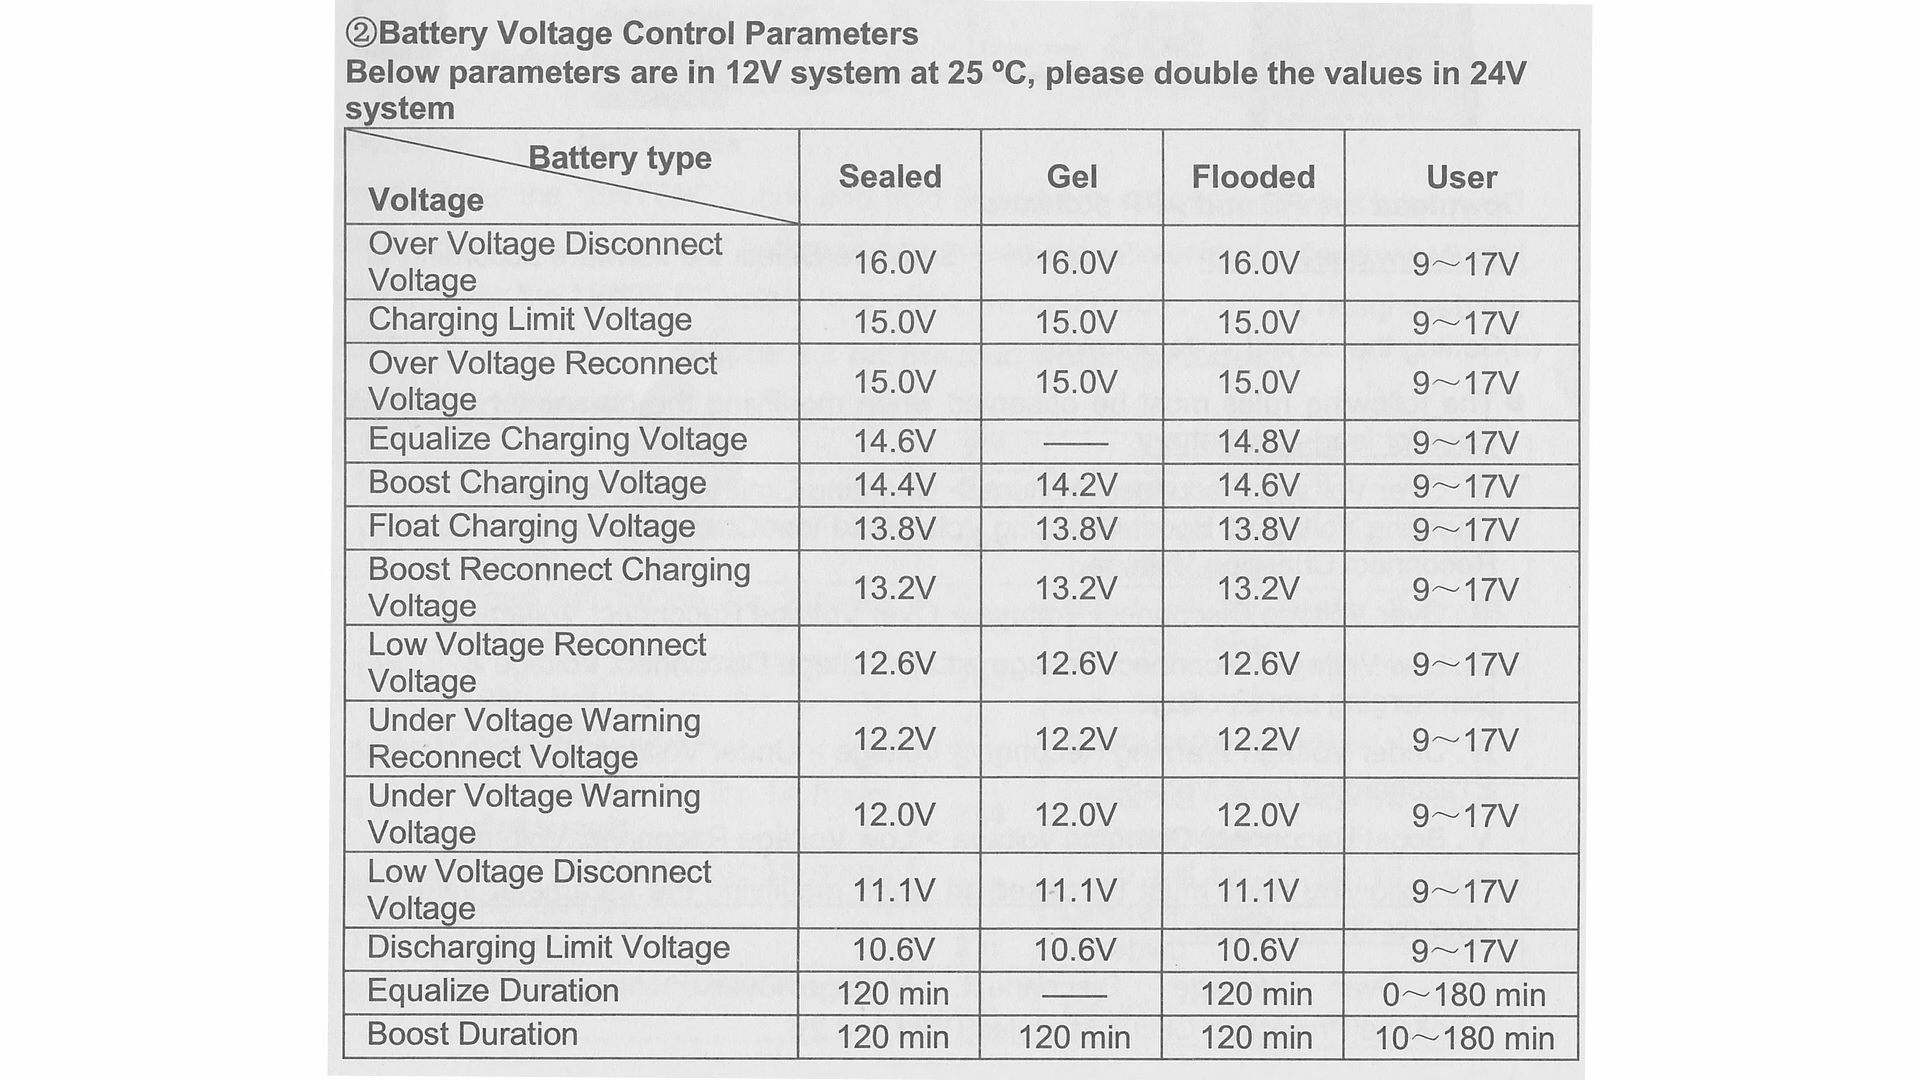 ②Battery Voltage Control Parameters
Below parameters are in 12V system at 25 ºC, please double the values in 24V
system
Battery type
Voltage
Sealed Gel Flooded User
Over Voltage Disconnect
Voltage
16.0V 16.0V 16.0V 9～17V
Charging Limit Voltage 15.0V 15.0V 15.0V 9～17V
Over Voltage Reconnect
Voltage
15.0V 15.0V 15.0V 9～17V
Equalize Charging Voltage 14.6V —— 14.8V 9～17V
Boost Charging Voltage 14.4V 14.2V 14.6V 9～17V
Float Charging Voltage 13.8V 13.8V 13.8V 9～17V
Boost Reconnect Charging
Voltage
13.2V 13.2V 13.2V 9～17V
Low Voltage Reconnect
Voltage
12.6V 12.6V 12.6V 9～17V
Under Voltage Warning
Reconnect Voltage
12.2V 12.2V 12.2V 9～17V
Under Voltage Warning
Voltage
12.0V 12.0V 12.0V 9～17V
Low Voltage Disconnect
Voltage
11.1V 11.1V 11.1V 9～17V
Discharging Limit Voltage 10.6V 10.6V 10.6V 9～17V
Equalize Duration 120 min —— 120 min 0～180 min
Boost Duration 120 min 120 min 120 min 10～180 min